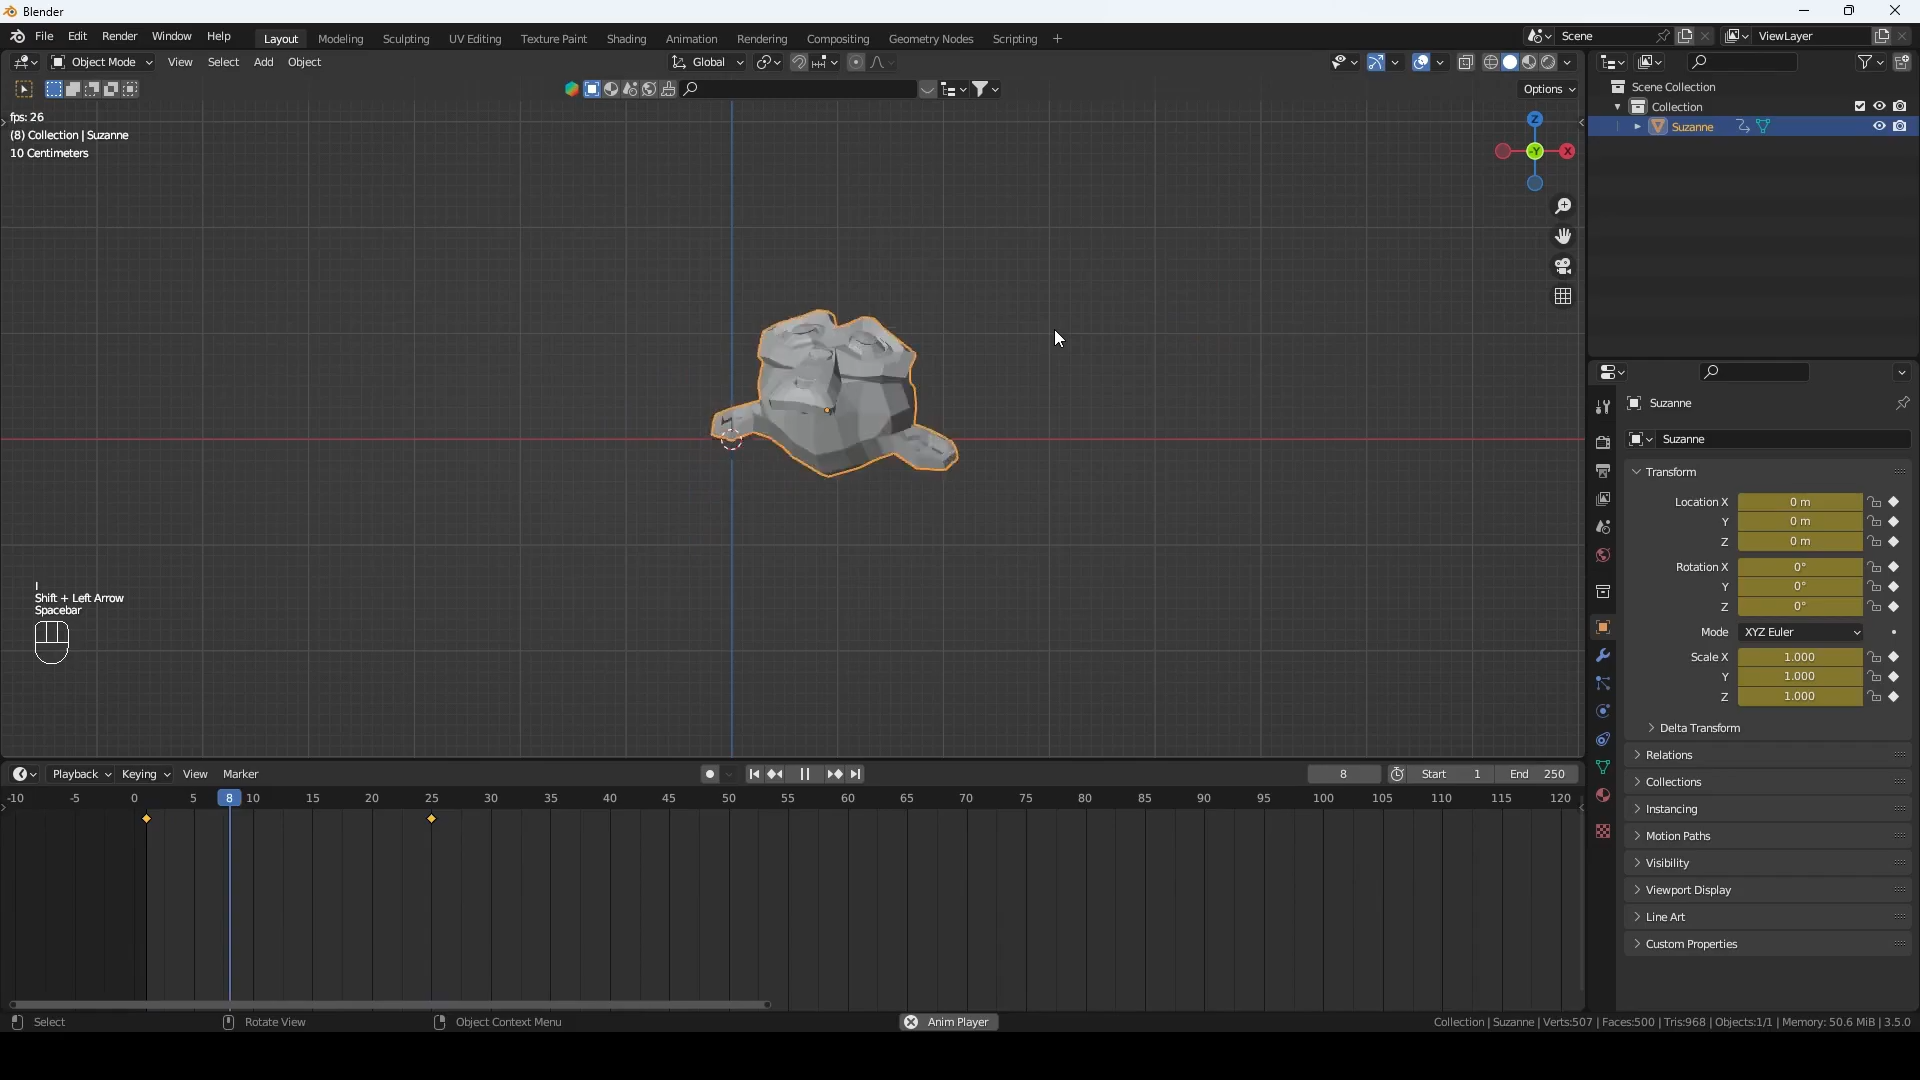 Blender
File Edit Render Window Help Layout Modeling Sculpting UV Editing Texture Paint Shading Animation Rendering Compositing Geometry Nodes Scripting + Scene ViewLayer
Object Mode View Select Add Object Global
Options
fps: 26
(8) Collection | Suzanne
10 Centimeters
Z
-Y
X
Scene Collection
Collection
Suzanne
Suzanne
Suzanne
Transform
Location X 0 m
Y 0 m
Z 0 m
Rotation X 0°
Y 0°
Z 0°
Mode XYZ Euler
Scale X 1.000
Y 1.000
Z 1.000
Delta Transform
Relations
Collections
Instancing
Motion Paths
Visibility
Viewport Display
Line Art
Custom Properties
I
Shift + Left Arrow
Spacebar
Playback Keying View Marker 8 Start 1 End 250
-10 -5 0 5 8 10 15 20 25 30 35 40 45 50 55 60 65 70 75 80 85 90 95 100 105 110 115 120
Select Rotate View Object Context Menu Anim Player Collection | Suzanne | Verts:507 | Faces:500 | Tris:968 | Objects:1/1 | Memory: 50.6 MiB | 3.5.0